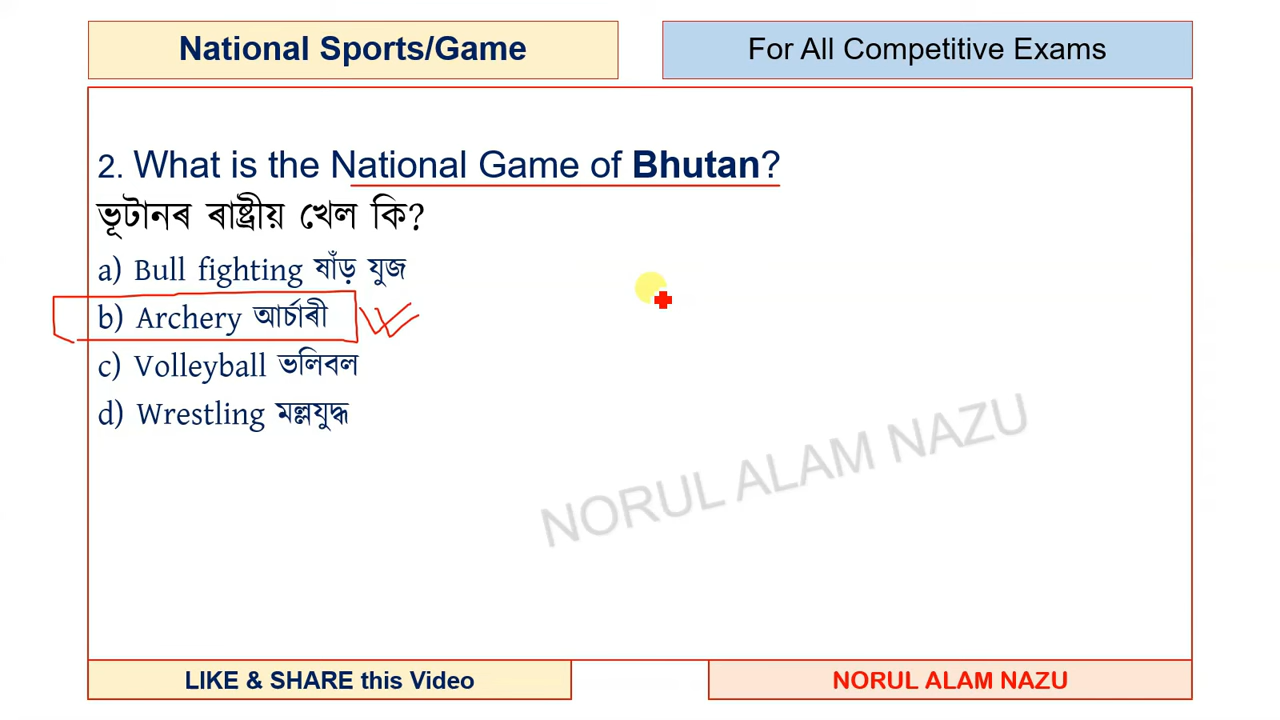 National Sports/Game
For All Competitive Exams
2. What is the National Game of Bhutan?
ভূটানৰ ৰাষ্ট্ৰীয় খেল কি?
a) Bull fighting ষাঁড় যুজ
b) Archery আৰ্চাৰী
c) Volleyball ভলিবল
d) Wrestling মল্লযুদ্ধ
NORUL ALAM NAZU
LIKE & SHARE this Video
NORUL ALAM NAZU